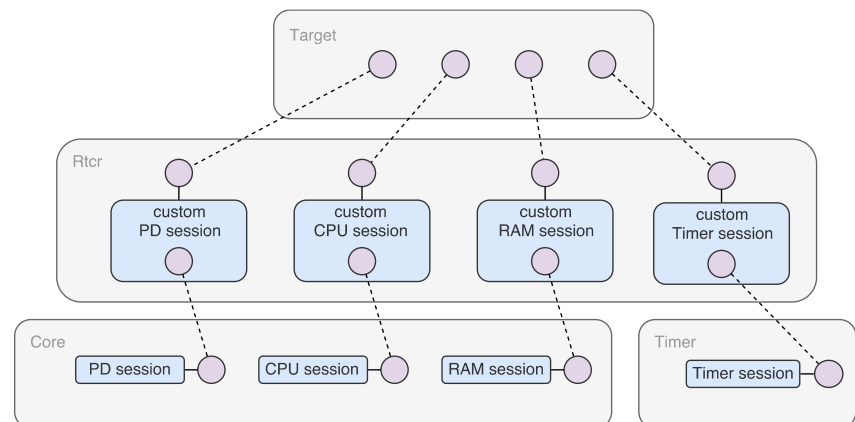 Target
Rtcr
custom
PD session
custom
CPU session
custom
RAM session
custom
Timer session
Core
PD session
CPU session
RAM session
Timer
Timer session